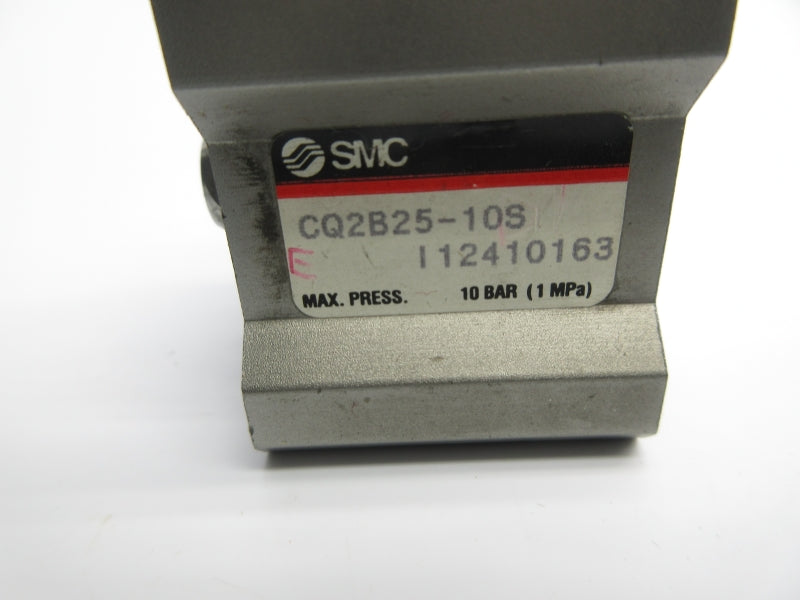 SMC
CQ2B25-10S
E I12410163
MAX. PRESS. 10 BAR (1 MPa)